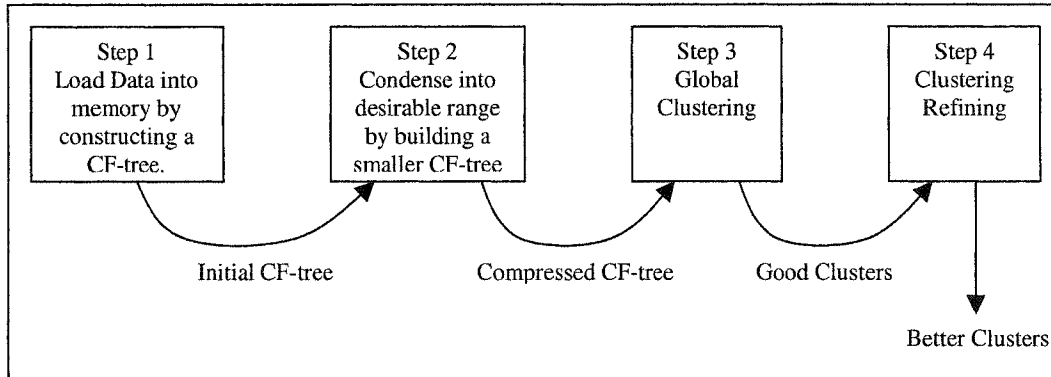 Step 1
Load Data into
memory by
constructing a
CF-tree.
Step 2
Condense into
desirable range
by building a
smaller CF-tree
Step 3
Global
Clustering
Step 4
Clustering
Refining
Initial CF-tree
Compressed CF-tree
Good Clusters
Better Clusters